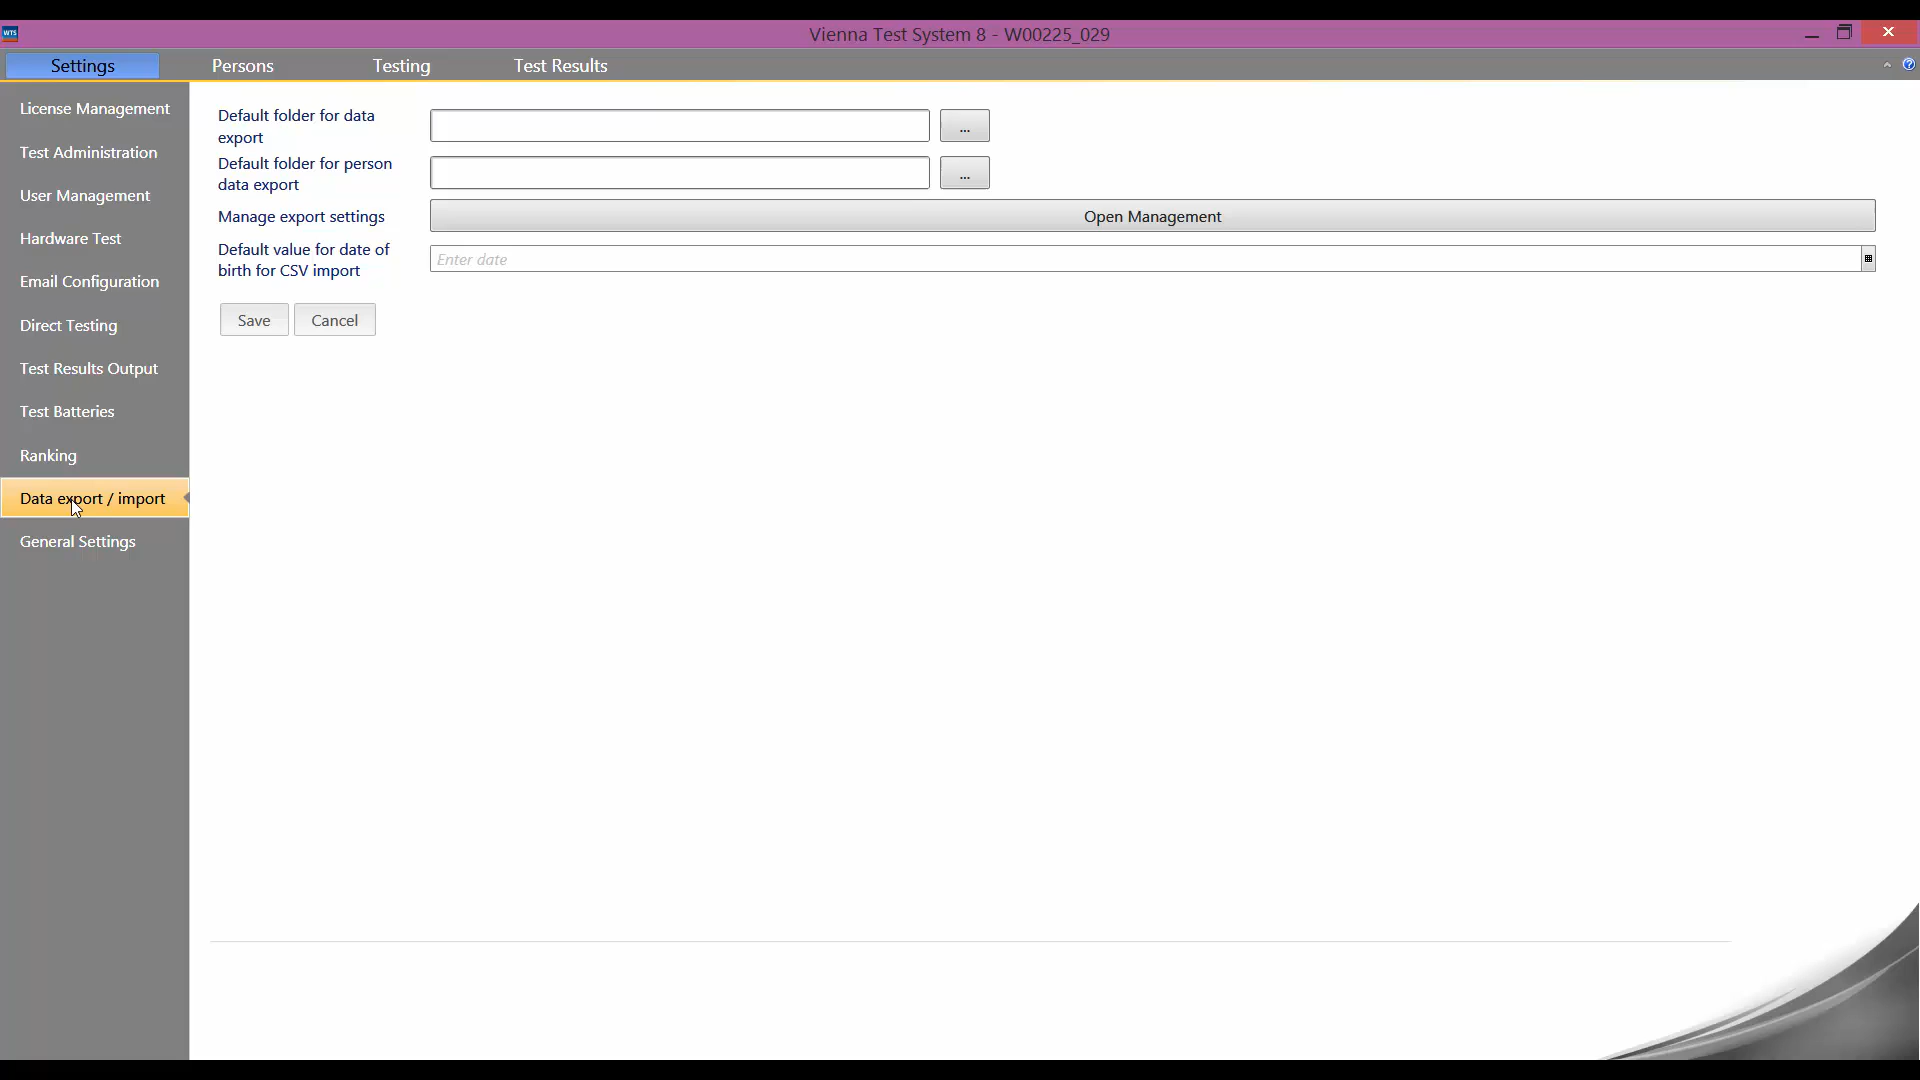 WTS
Vienna Test System 8 - W00225_029
Settings
Persons
Testing
Test Results
License Management
Test Administration
User Management
Hardware Test
Email Configuration
Direct Testing
Test Results Output
Test Batteries
Ranking
Data export / import
General Settings
Default folder for data
export
...
Default folder for person
data export
...
Manage export settings
Open Management
Default value for date of
birth for CSV import
Enter date
Save
Cancel